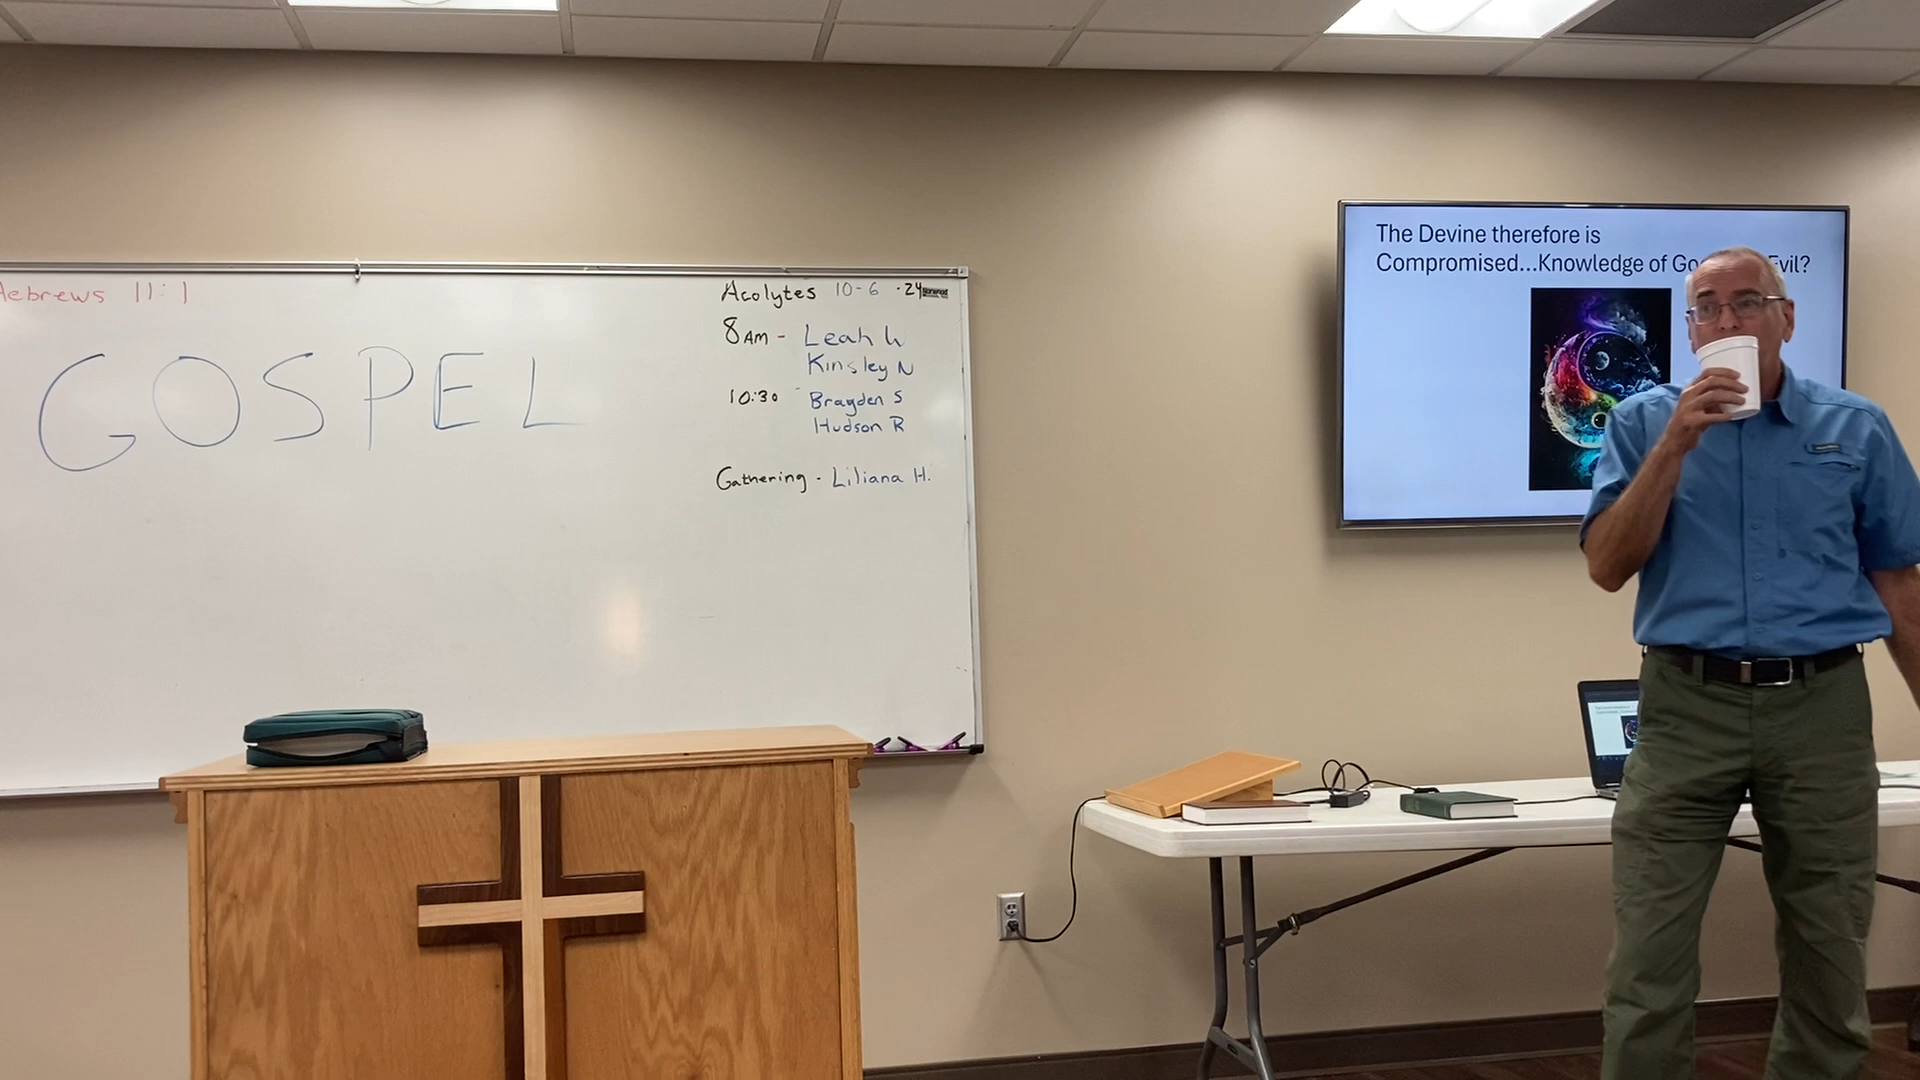 Hebrews 11:1
GOSPEL
Acolytes 10-6-24
8AM - Leah W
Kinsley N
10:30 Brayden S
Hudson R
Gathering - Liliana H.
The Devine therefore is
Compromised...Knowledge of Evil?